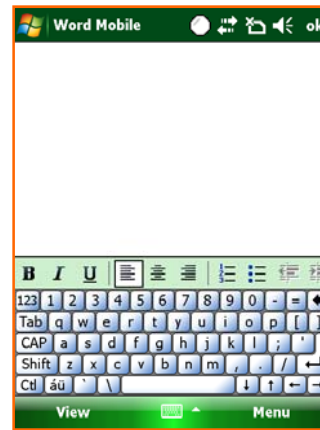 Word Mobile ok
B I U
123 1 2 3 4 5 6 7 8 9 0 - =
Tab q w e r t y u i o p [ ]
CAP a s d f g h j k l ; '
Shift z x c v b n m , . /
Ctl áü ` \
View Menu